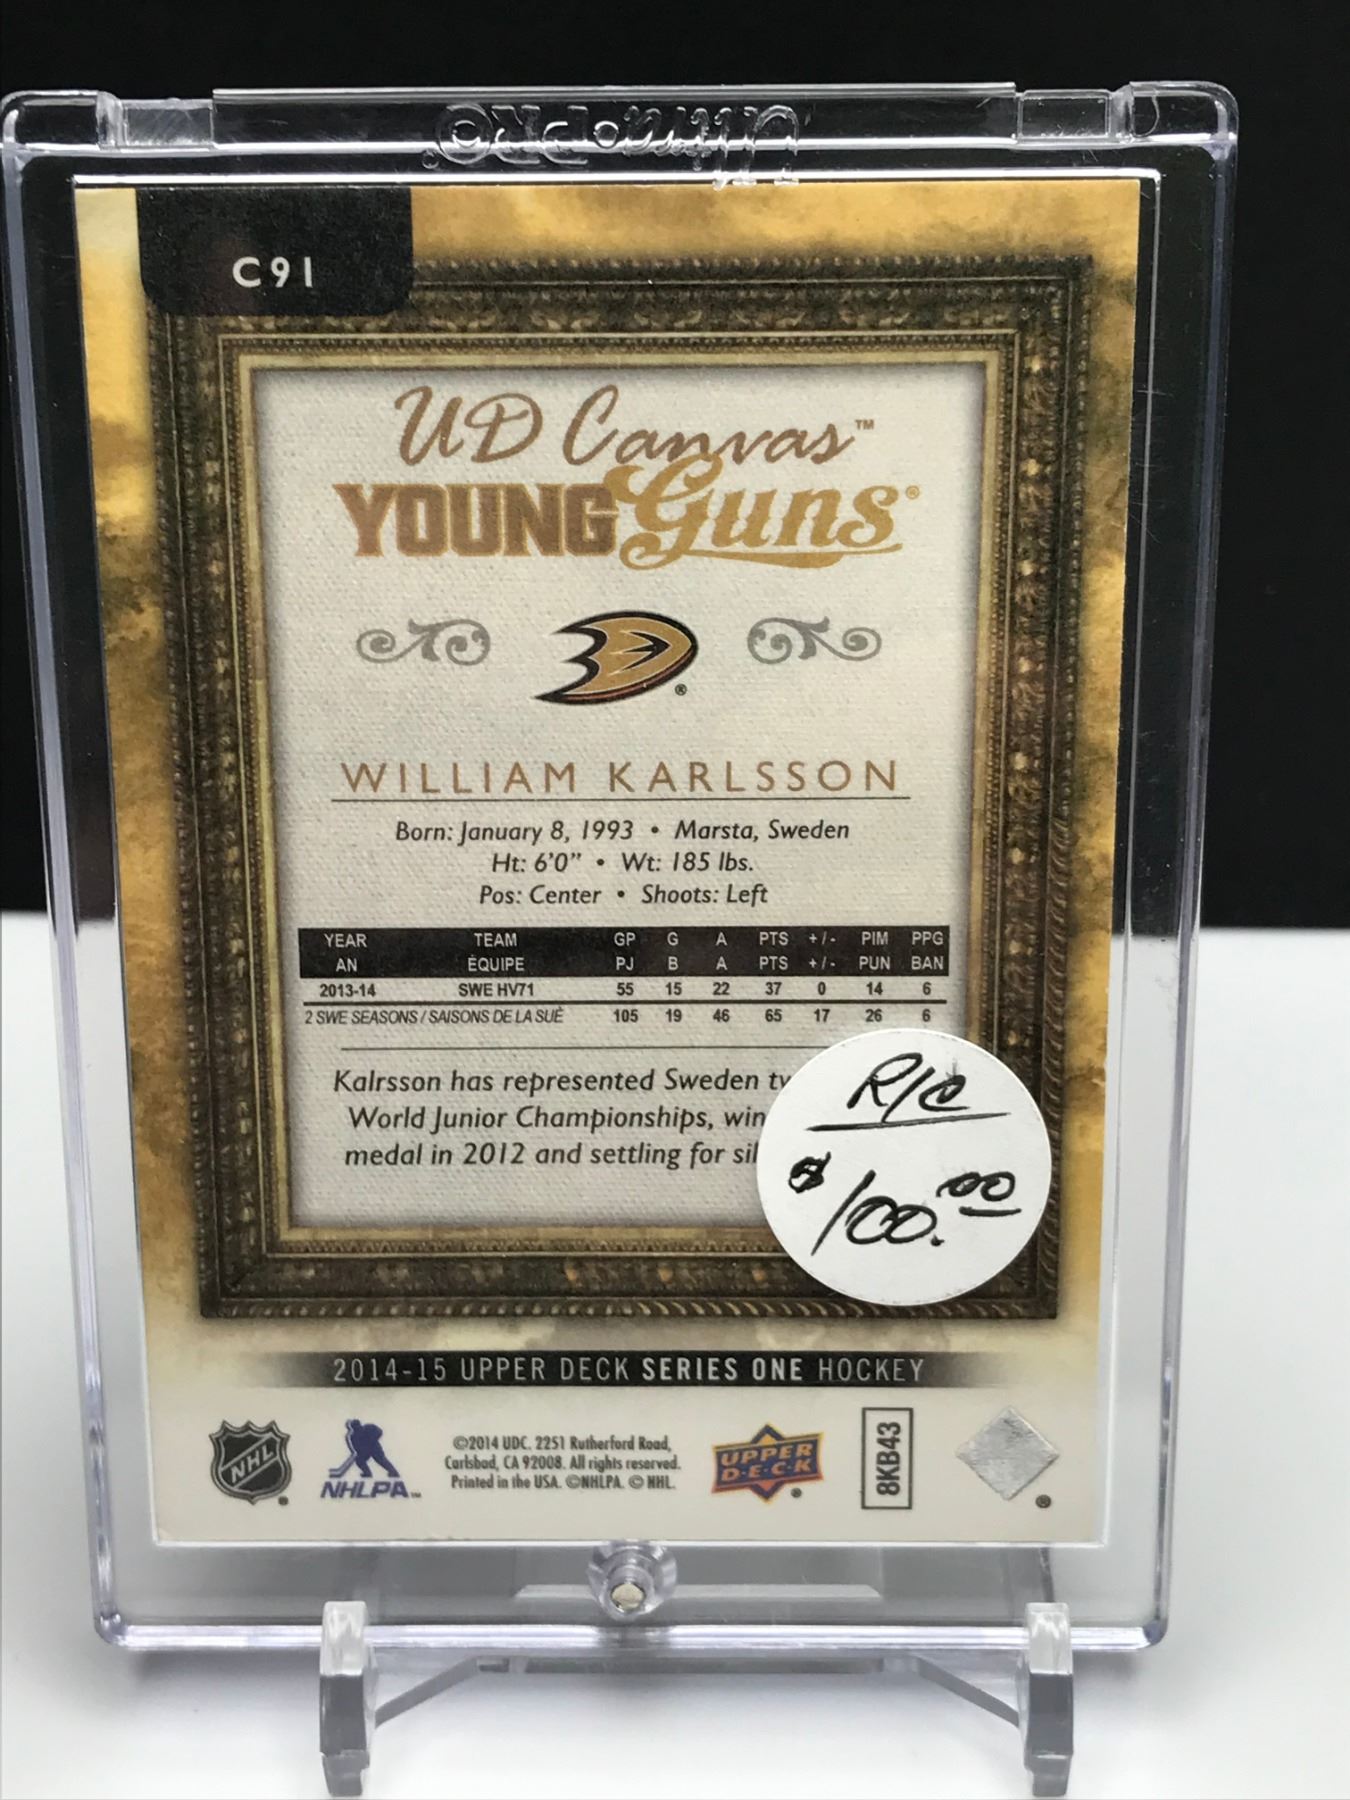 Ultra•PRO®
C91
UD Canvas™
YOUNG Guns®
®
WILLIAM KARLSSON
Born: January 8, 1993 • Marsta, Sweden
Ht: 6'0" • Wt: 185 lbs.
Pos: Center • Shoots: Left
YEAR TEAM GP G A PTS +/- PIM PPG
AN ÉQUIPE PJ B A PTS +/- PUN BAN
2013-14 SWE HV71 55 15 22 37 0 14 6
2 SWE SEASONS / SAISONS DE LA SUÈ 105 19 46 65 17 26 6
Kalrsson has represented Sweden tw
World Junior Championships, win
medal in 2012 and settling for sil
R/C
$100.00
2014-15 UPPER DECK SERIES ONE HOCKEY
NHL®
NHLPA™
©2014 UDC. 2251 Rutherford Road,
Carlsbad, CA 92008. All rights reserved.
Printed in the USA. ©NHLPA. © NHL.
UPPER
D•E•C•K®
8KB43
®